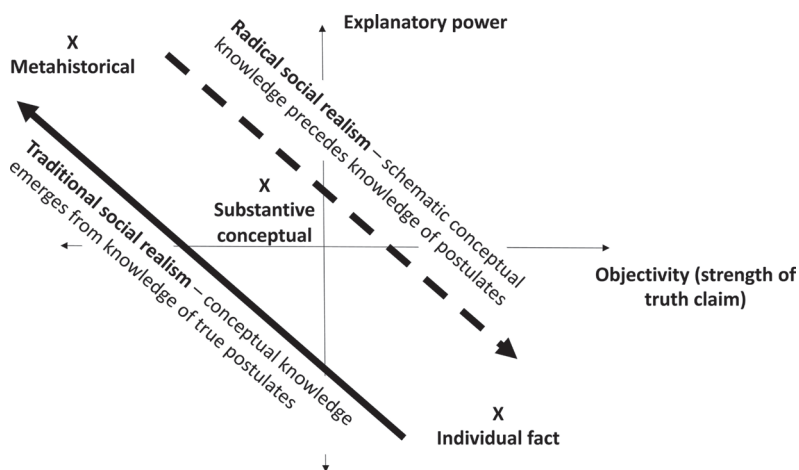 Explanatory power
X
Metahistorical
Radical social realism – schematic conceptual
knowledge precedes knowledge of postulates
X
Substantive
conceptual
Traditional social realism – conceptual knowledge
emerges from knowledge of true postulates
Objectivity (strength of
truth claim)
X
Individual fact